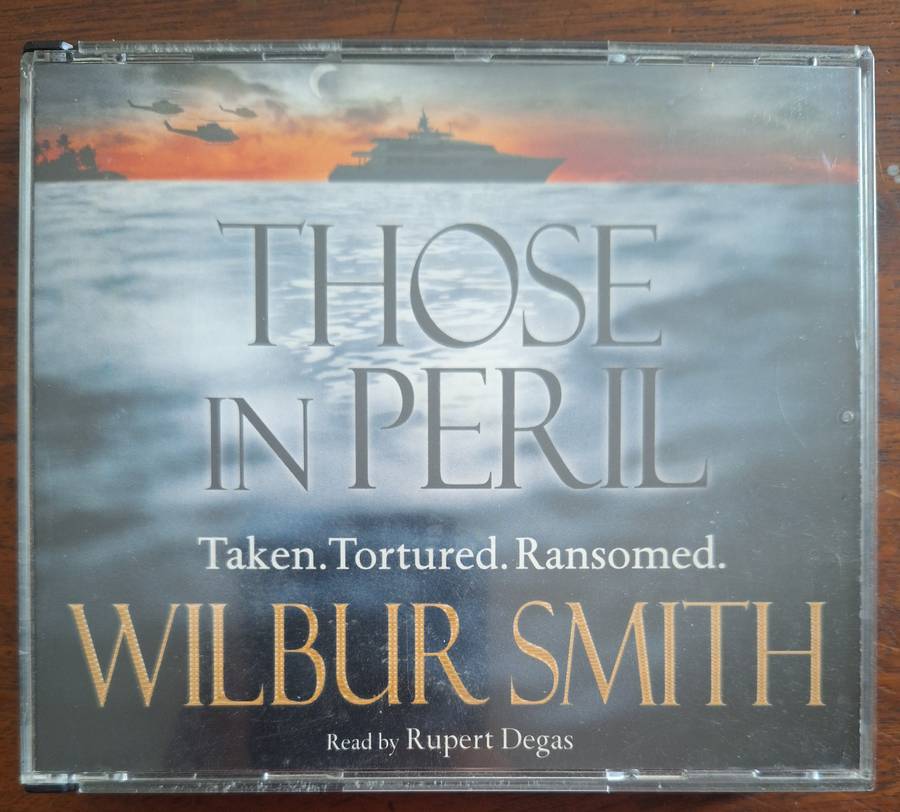 THOSE
IN PERIL
Taken. Tortured. Ransomed.
WILBUR SMITH
Read by Rupert Degas